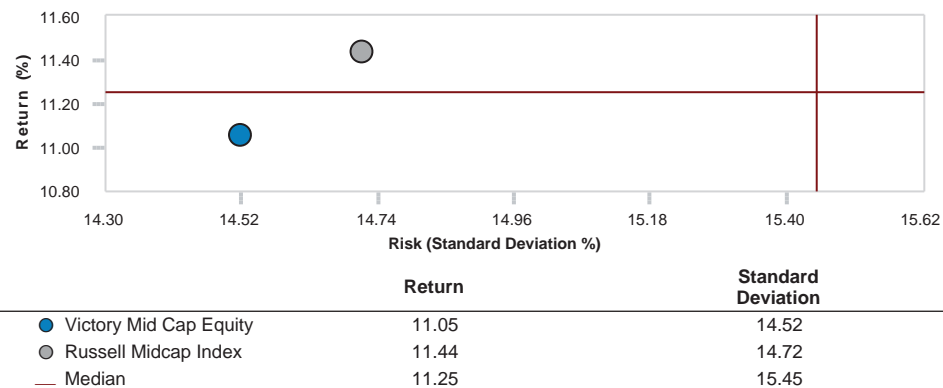 11.60
11.40
11.20
11.00
10.80
Return (%)
14.30 14.52 14.74 14.96 15.18 15.40 15.62
Risk (Standard Deviation %)
Return Standard Deviation
Victory Mid Cap Equity 11.05 14.52
Russell Midcap Index 11.44 14.72
Median 11.25 15.45